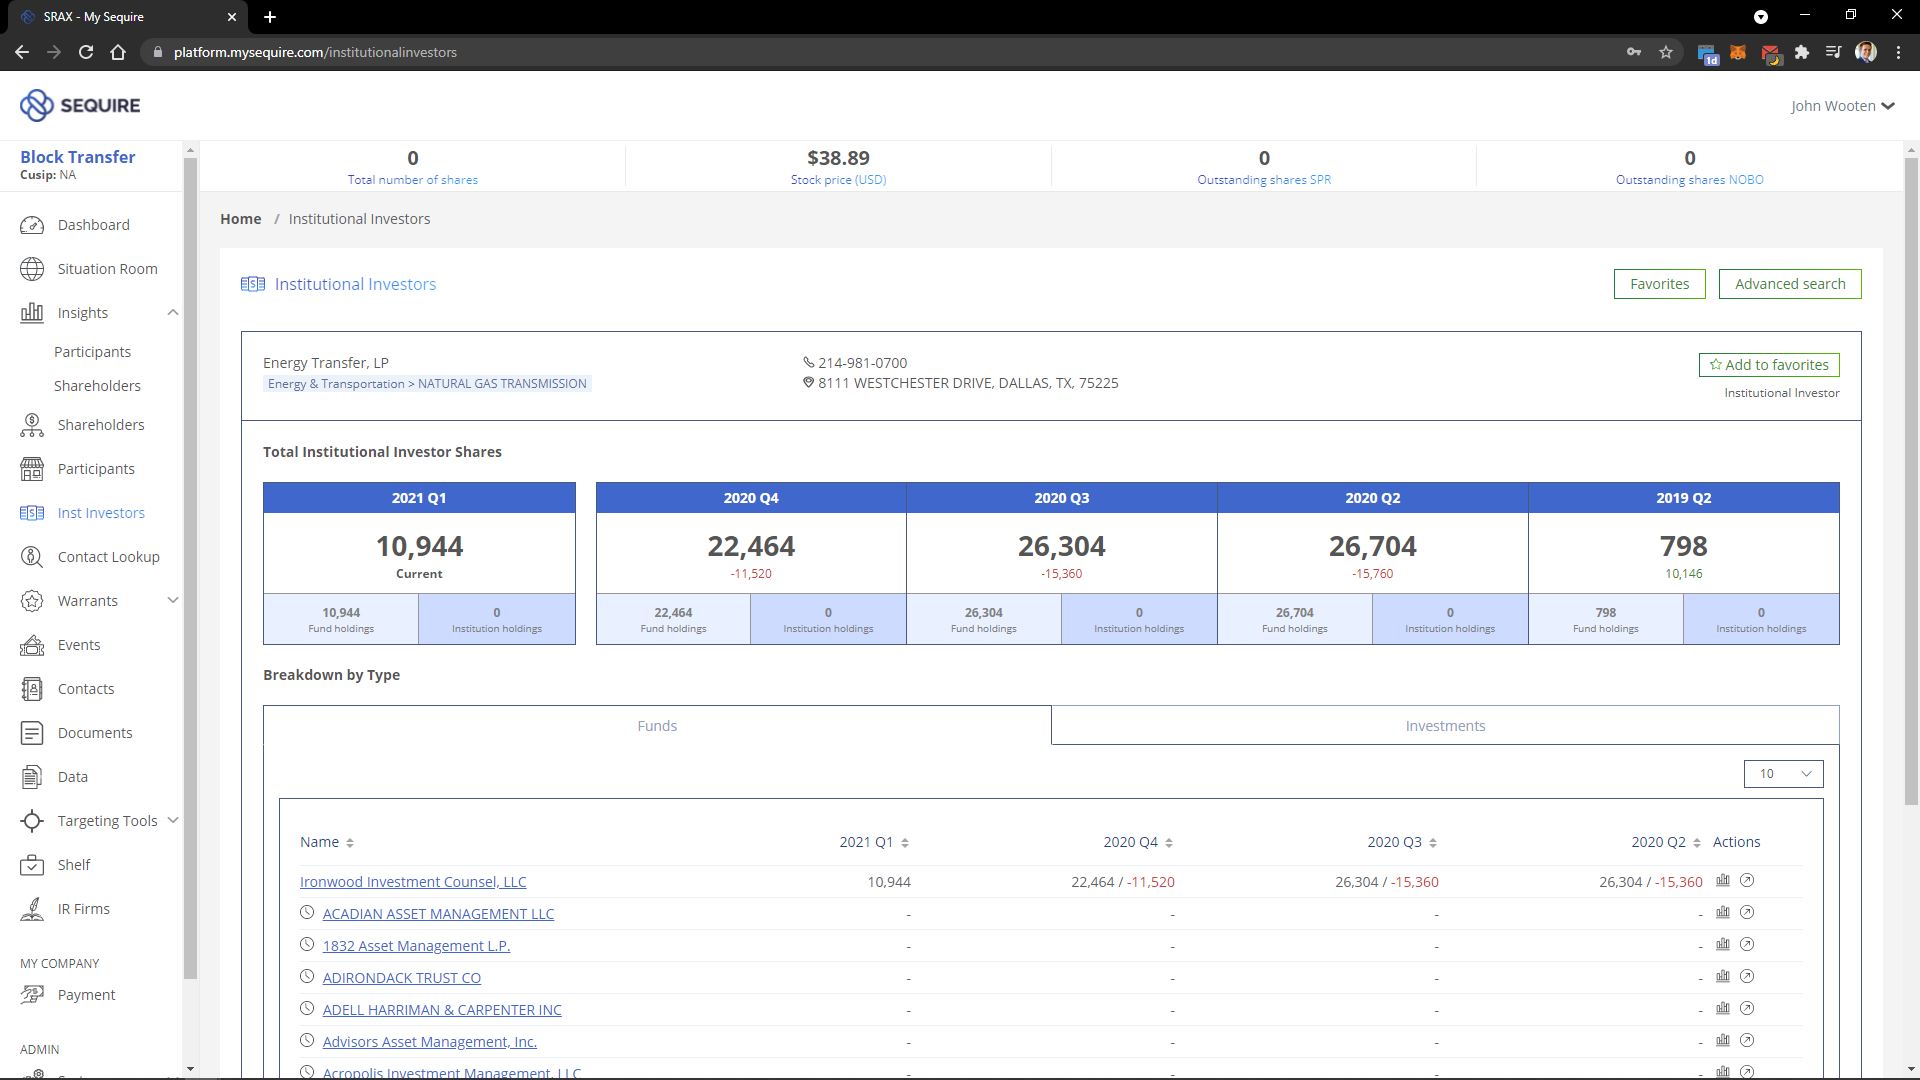 SRAX - My Sequire
platform.mysequire.com/institutionalinvestors
1d
SEQUIRE
John Wooten
Block Transfer
Cusip: NA
0
Total number of shares
$38.89
Stock price (USD)
0
Outstanding shares SPR
0
Outstanding shares NOBO
Dashboard
Situation Room
Insights
Participants
Shareholders
Shareholders
Participants
Inst Investors
Contact Lookup
Warrants
Events
Contacts
Documents
Data
Targeting Tools
Shelf
IR Firms
MY COMPANY
Payment
ADMIN
Home / Institutional Investors
Institutional Investors
Favorites
Advanced search
Energy Transfer, LP
Energy & Transportation > NATURAL GAS TRANSMISSION
214-981-0700
8111 WESTCHESTER DRIVE, DALLAS, TX, 75225
Add to favorites
Institutional Investor
Total Institutional Investor Shares
2021 Q1 2020 Q4 2020 Q3 2020 Q2 2019 Q2
10,944 22,464 26,304 26,704 798
Current -11,520 -15,360 -15,760 10,146
10,944 0 22,464 0 26,304 0 26,704 0 798 0
Fund holdings Institution holdings Fund holdings Institution holdings Fund holdings Institution holdings Fund holdings Institution holdings Fund holdings Institution holdings
Breakdown by Type
Funds Investments
10
Name 2021 Q1 2020 Q4 2020 Q3 2020 Q2 Actions
Ironwood Investment Counsel, LLC 10,944 22,464 / -11,520 26,304 / -15,360 26,304 / -15,360
ACADIAN ASSET MANAGEMENT LLC - - - -
1832 Asset Management L.P. - - - -
ADIRONDACK TRUST CO - - - -
ADELL HARRIMAN & CARPENTER INC - - - -
Advisors Asset Management, Inc. - - - -
Acropolis Investment Management, LLC - - - -